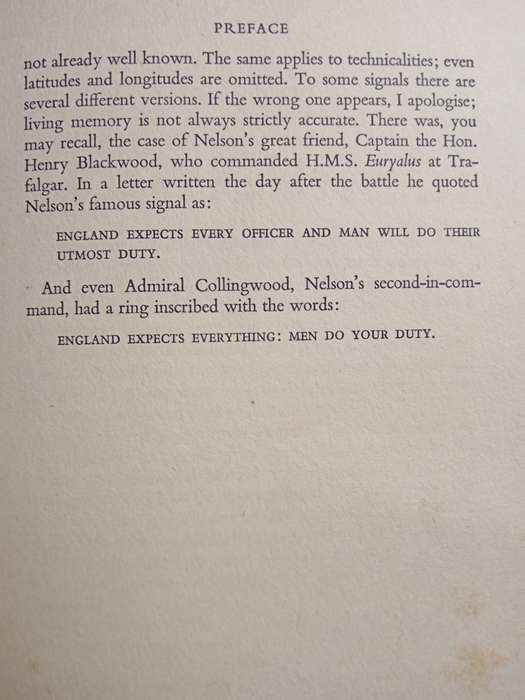 PREFACE
not already well known. The same applies to technicalities; even
latitudes and longitudes are omitted. To some signals there are
several different versions. If the wrong one appears, I apologise;
living memory is not always strictly accurate. There was, you
may recall, the case of Nelson's great friend, Captain the Hon.
Henry Blackwood, who commanded H.M.S. Euryalus at Tra-
falgar. In a letter written the day after the battle he quoted
Nelson's famous signal as:
ENGLAND EXPECTS EVERY OFFICER AND MAN WILL DO THEIR
UTMOST DUTY.
And even Admiral Collingwood, Nelson's second-in-com-
mand, had a ring inscribed with the words:
ENGLAND EXPECTS EVERYTHING: MEN DO YOUR DUTY.